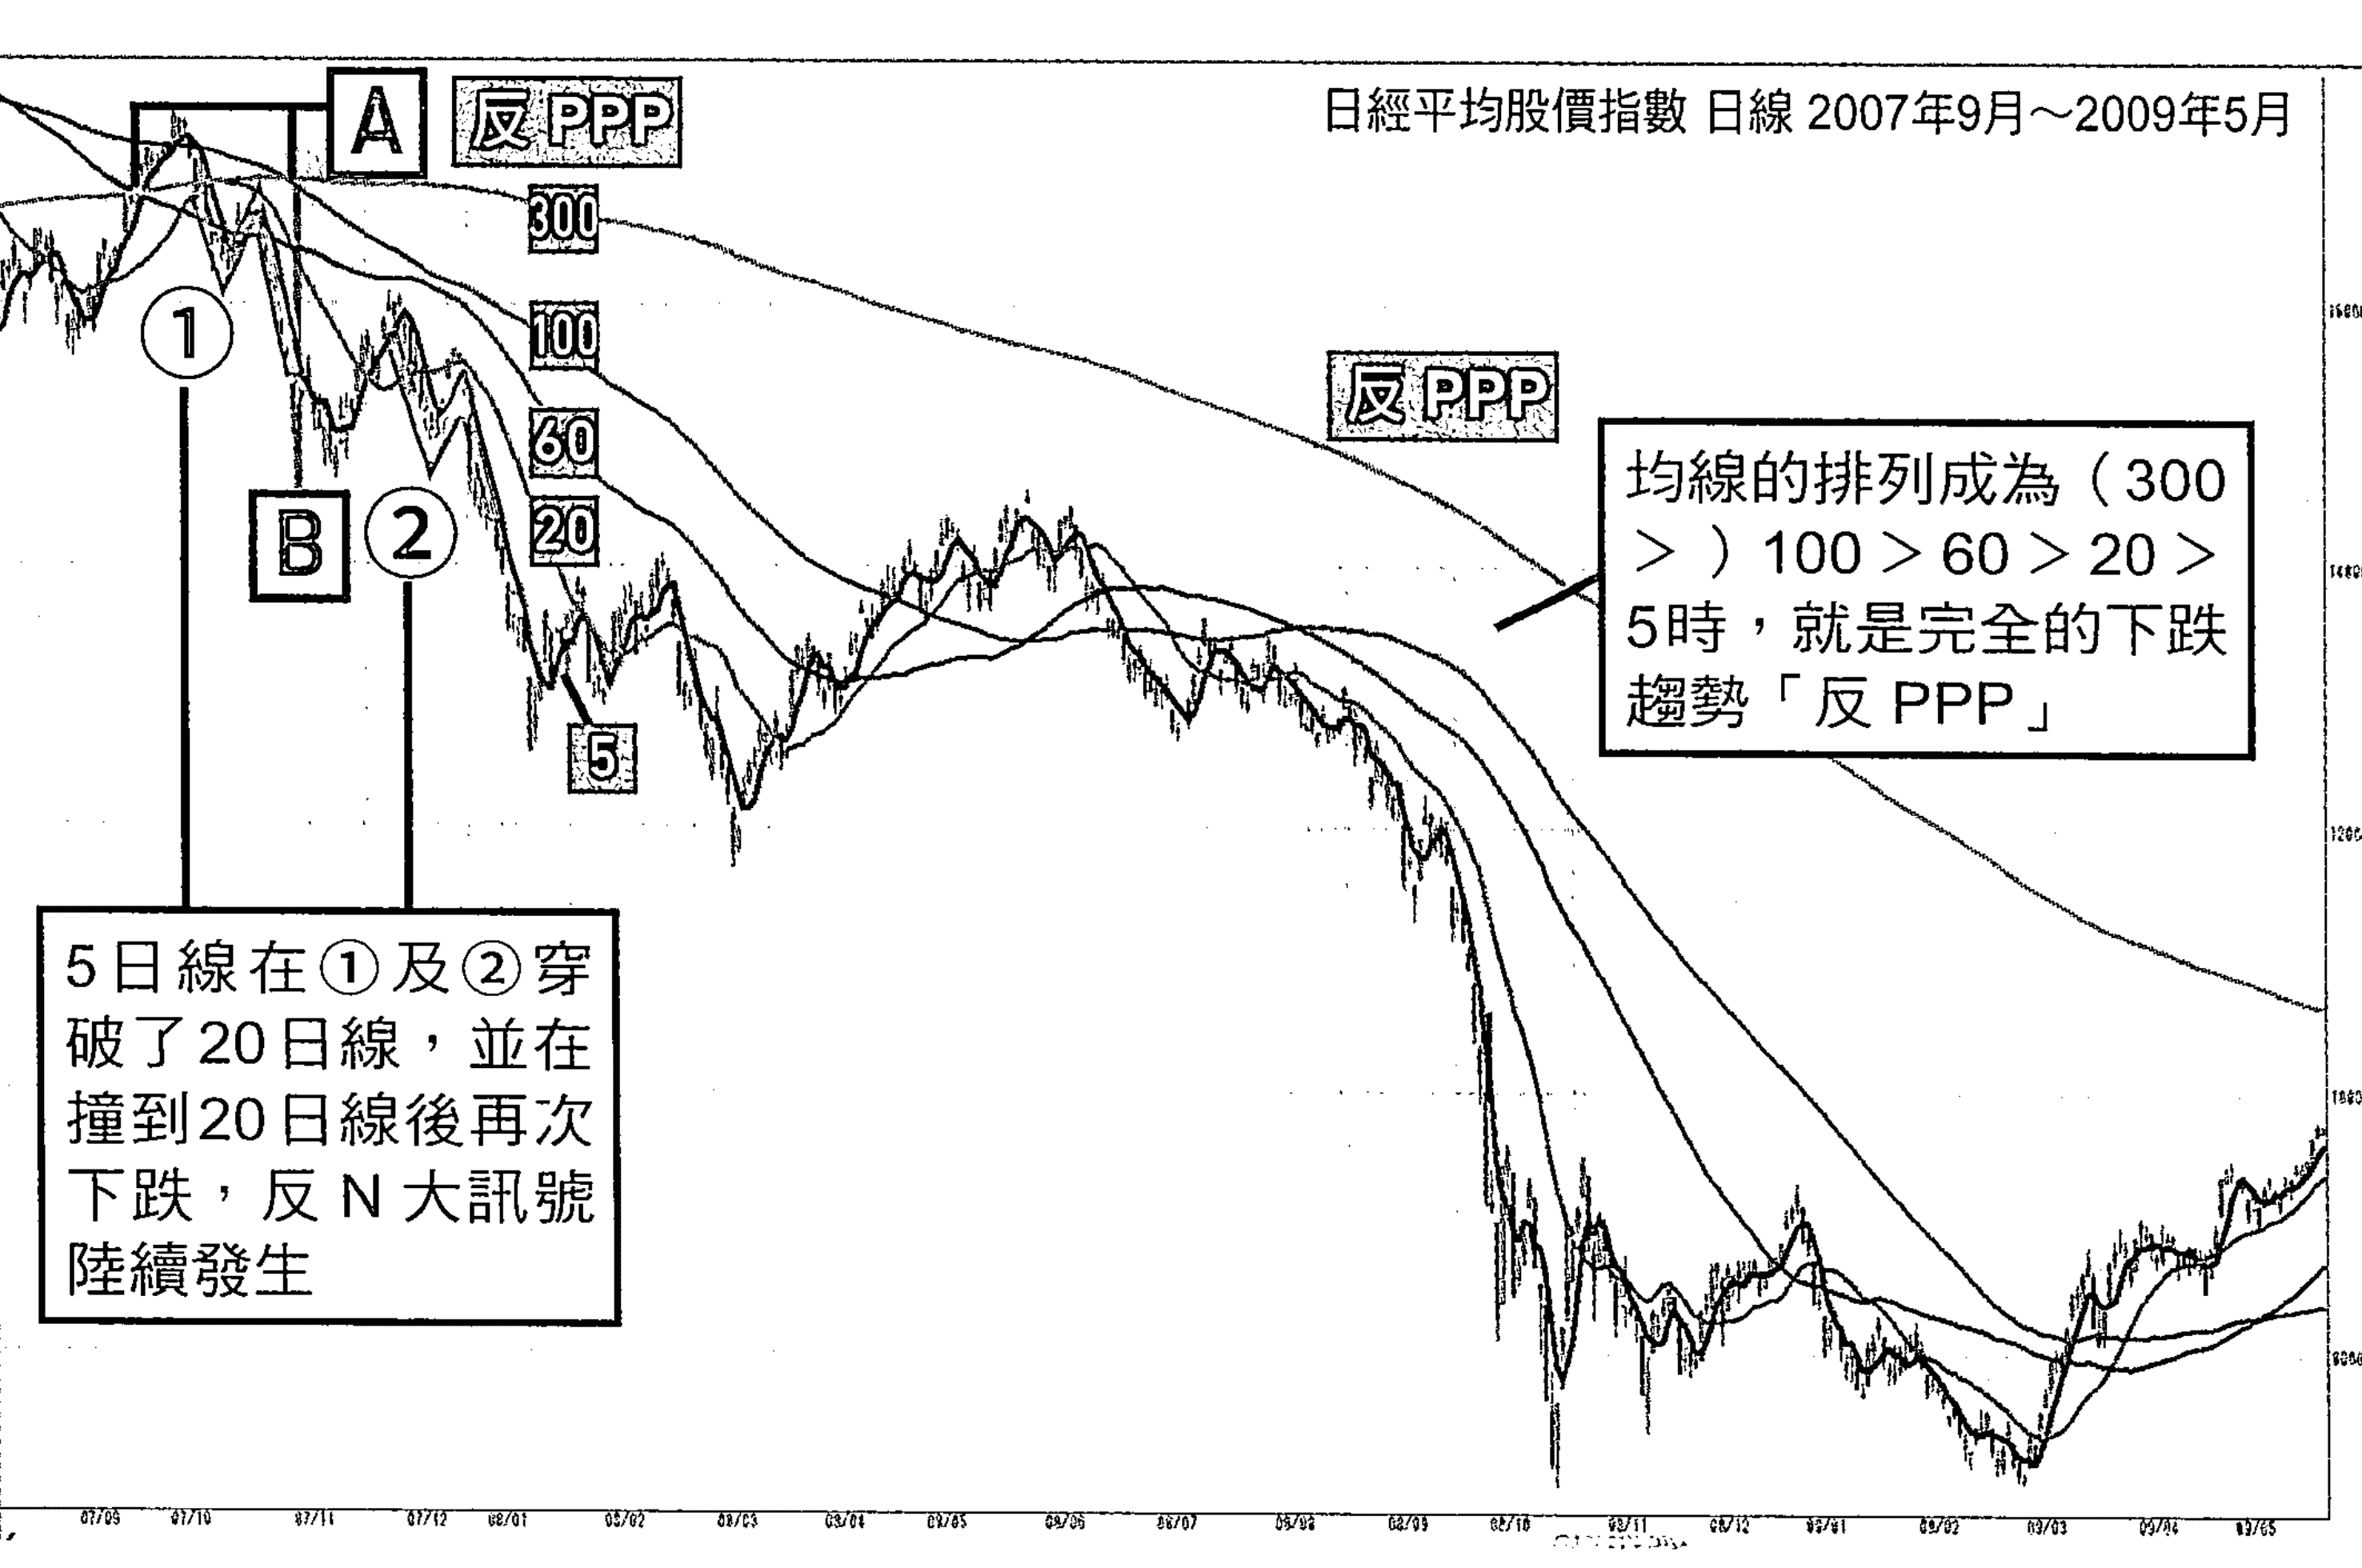 日經平均股價指數 日線 2007年9月～2009年5月
A
反 PPP
300
100
60
20
5
①
②
B
反 PPP
均線的排列成為（300
＞）100＞60＞20＞
5時，就是完全的下跌
趨勢「反 PPP」
5日線在①及②穿
破了20日線，並在
撞到20日線後再次
下跌，反 N 大訊號
陸續發生
07/09 07/10 07/11 07/12 08/01 08/02 08/03 08/04 08/05 08/06 08/07 08/08 08/09 08/10 08/11 08/12 09/01 09/02 09/03 09/04 09/05